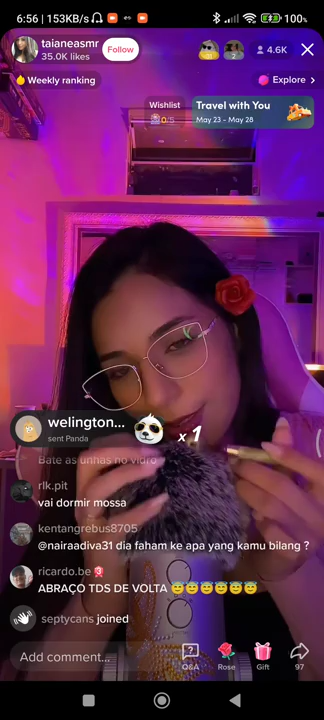 6:56 | 153KB/s
100%
taianeasmr
35.0K likes
Follow
31
2
4.6K
Weekly ranking
Explore >
Wishlist
0/5
Travel with You
May 23 - May 28
welington...
sent Panda
x 1
Bate as unhas no vidro
rlk.pit
vai dormir mossa
kentangrebus8705
@nairaadiva31 dia faham ke apa yang kamu bilang ?
ricardo.be
ABRAÇO TDS DE VOLTA 😇😇😇😇😇😇
septycans joined
Add comment...
Q&A
Rose
Gift
97